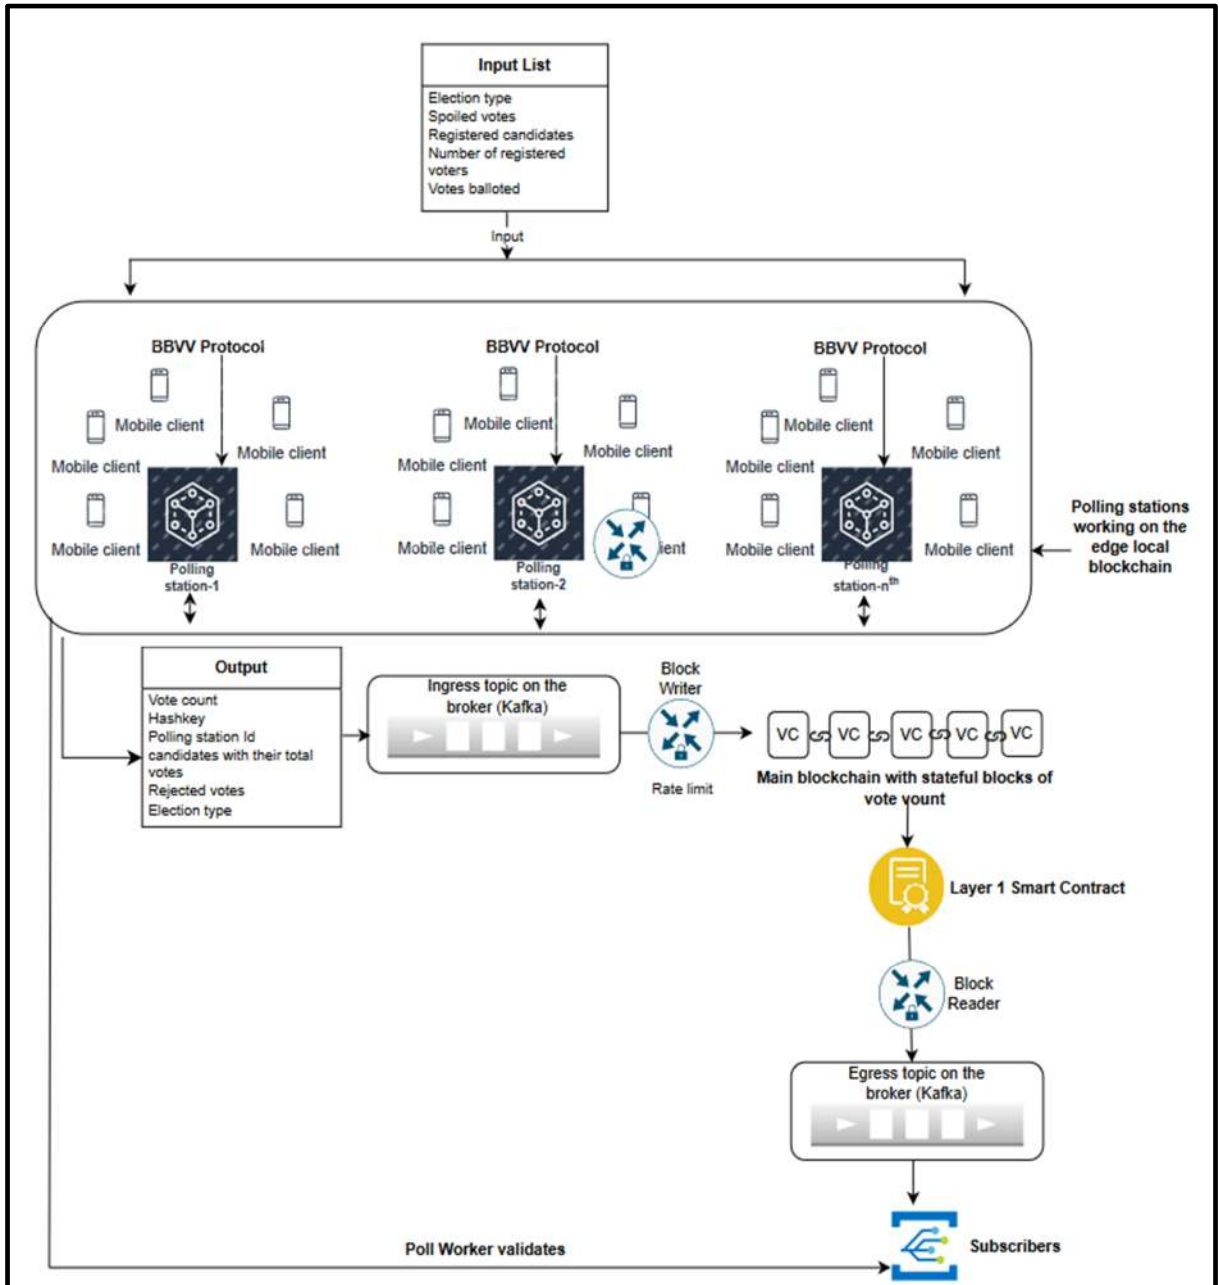 Input List
Election type
Spoiled votes
Registered candidates
Number of registered
voters
Votes balloted
Input
BBVV Protocol
BBVV Protocol
BBVV Protocol
Mobile client
Mobile client
Mobile client
Mobile client
Mobile client
Polling
station-1
Mobile client
Mobile client
Mobile client
Mobile client
ient
Polling
station-2
Mobile client
Mobile client
Mobile client
Mobile client
Mobile client
Polling
station-nth
Polling stations
working on the
edge local
blockchain
Output
Vote count
Hashkey
Polling station Id
candidates with their total
votes
Rejected votes
Election type
Ingress topic on the
broker (Kafka)
Block
Writer
Rate limit
VC VC VC VC VC
Main blockchain with stateful blocks of
vote vount
Layer 1 Smart Contract
Block
Reader
Egress topic on the
broker (Kafka)
Poll Worker validates
Subscribers